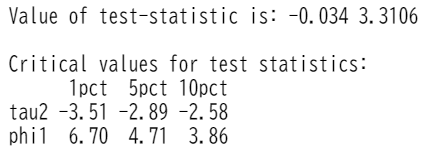 Value of test-statistic is: -0.034 3.3106
Critical values for test statistics:
1pct 5pct 10pct
tau2 -3.51 -2.89 -2.58
phi1 6.70 4.71 3.86